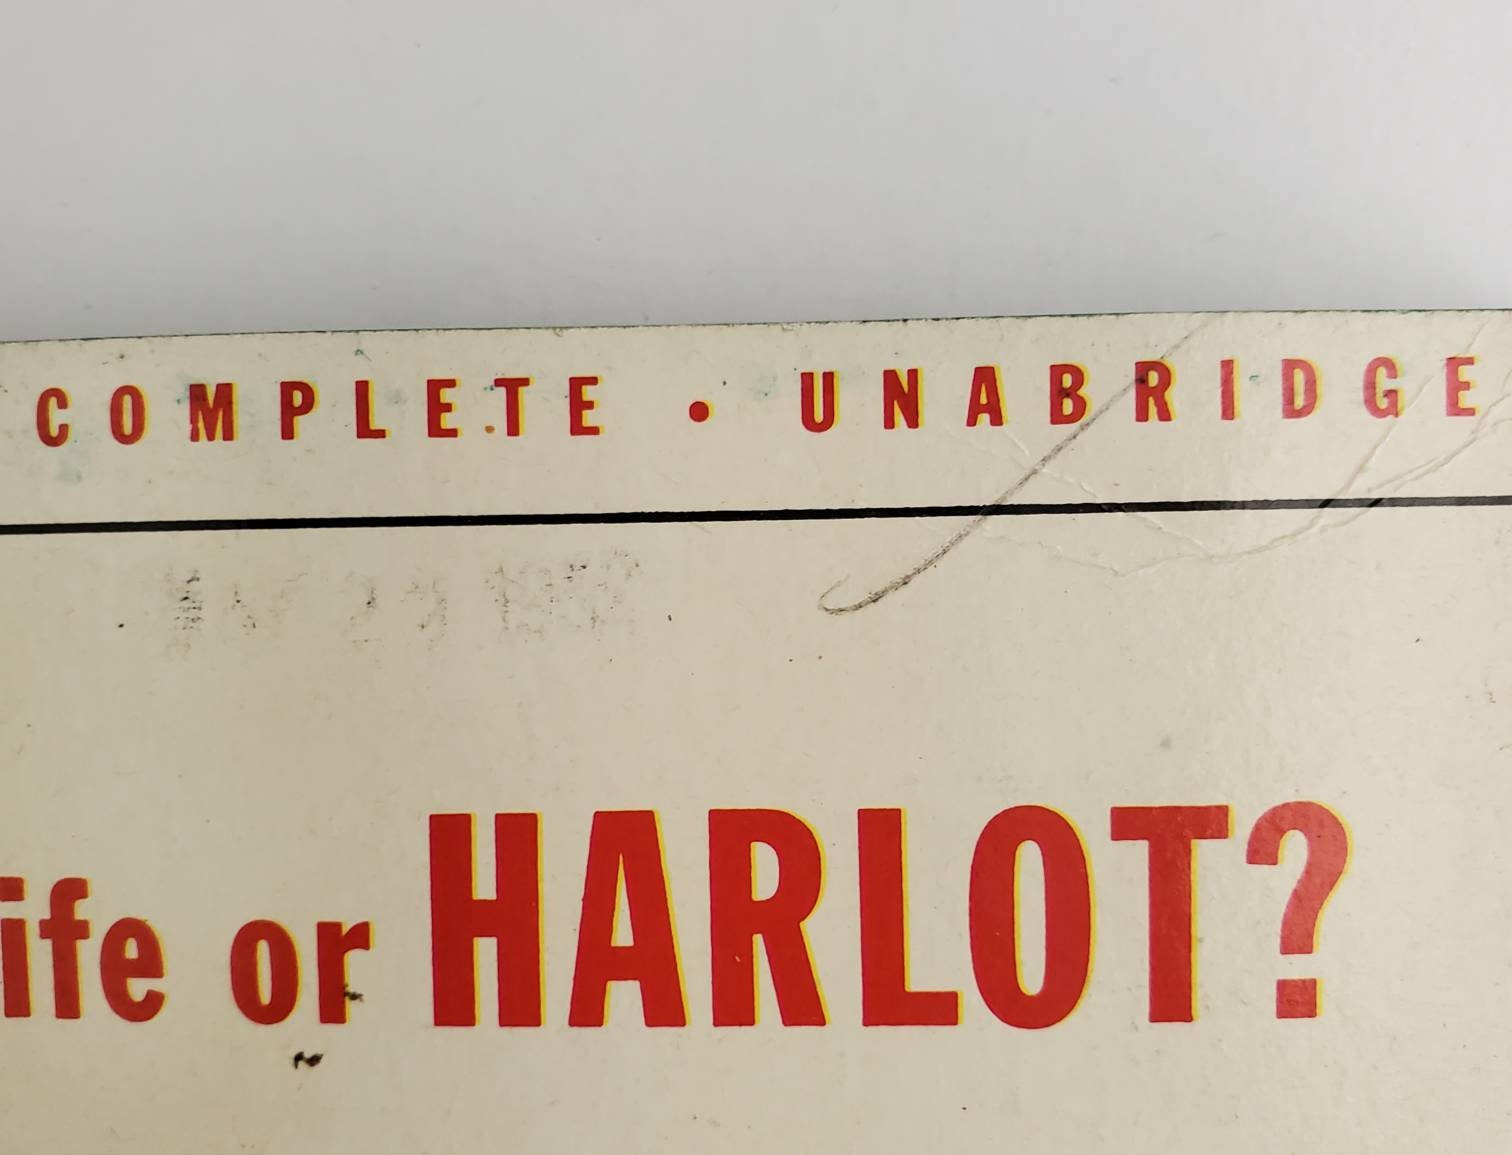 COMPLETE • UNABRIDGE
ife or HARLOT?